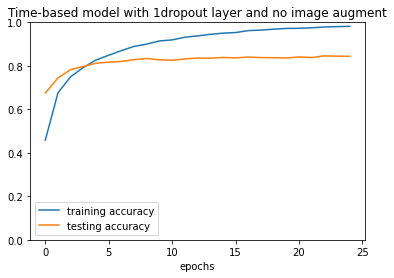 Time-based model with 1dropout layer and no image augment
1.0
0.8
0.6
0.4
0.2
0.0
training accuracy
testing accuracy
0 5 10 15 20 25
epochs